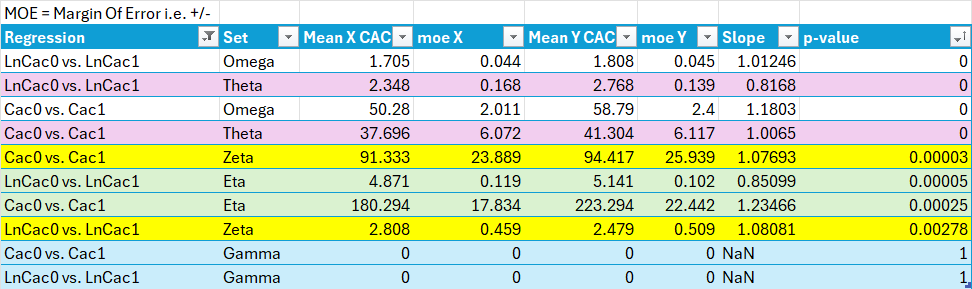 MOE = Margin Of Error i.e. +/-
Regression Set Mean X CAC moe X Mean Y CAC moe Y Slope p-value
LnCac0 vs. LnCac1 Omega 1.705 0.044 1.808 0.045 1.01246 0
LnCac0 vs. LnCac1 Theta 2.348 0.168 2.768 0.139 0.8168 0
Cac0 vs. Cac1 Omega 50.28 2.011 58.79 2.4 1.1803 0
Cac0 vs. Cac1 Theta 37.696 6.072 41.304 6.117 1.0065 0
Cac0 vs. Cac1 Zeta 91.333 23.889 94.417 25.939 1.07693 0.00003
LnCac0 vs. LnCac1 Eta 4.871 0.119 5.141 0.102 0.85099 0.00005
Cac0 vs. Cac1 Eta 180.294 17.834 223.294 22.442 1.23466 0.00025
LnCac0 vs. LnCac1 Zeta 2.808 0.459 2.479 0.509 1.08081 0.00278
Cac0 vs. Cac1 Gamma 0 0 0 0 NaN 1
LnCac0 vs. LnCac1 Gamma 0 0 0 0 NaN 1